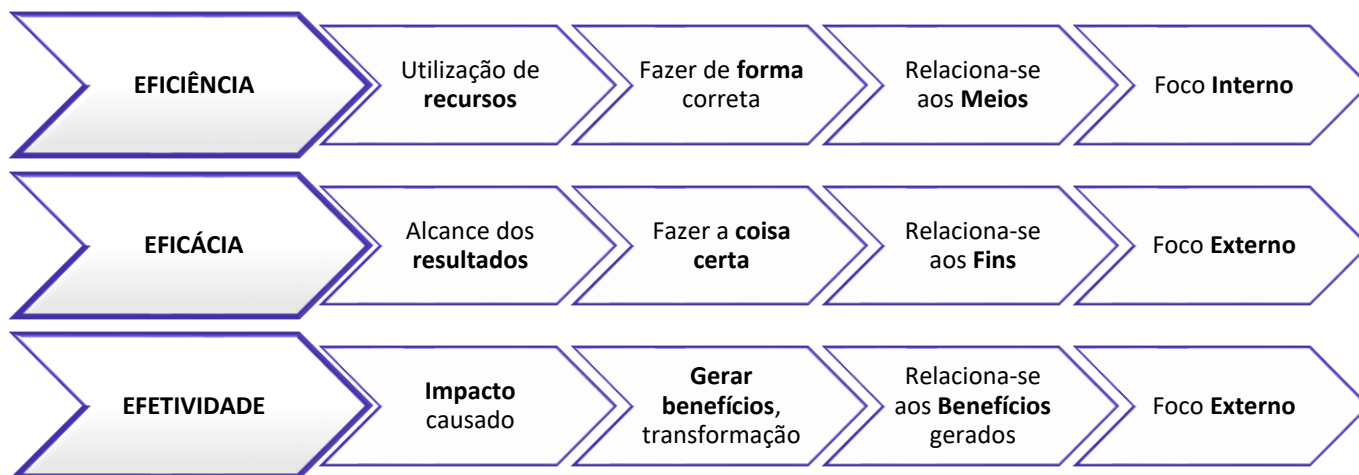 EFICIÊNCIA
Utilização de
recursos
Fazer de forma
correta
Relaciona-se
aos Meios
Foco Interno
EFICÁCIA
Alcance dos
resultados
Fazer a coisa
certa
Relaciona-se
aos Fins
Foco Externo
EFETIVIDADE
Impacto
causado
Gerar
benefícios,
transformação
Relaciona-se
aos Benefícios
gerados
Foco Externo